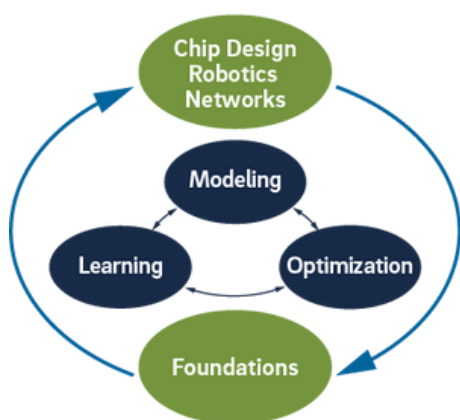 Chip Design
Robotics
Networks
Modeling
Learning
Optimization
Foundations